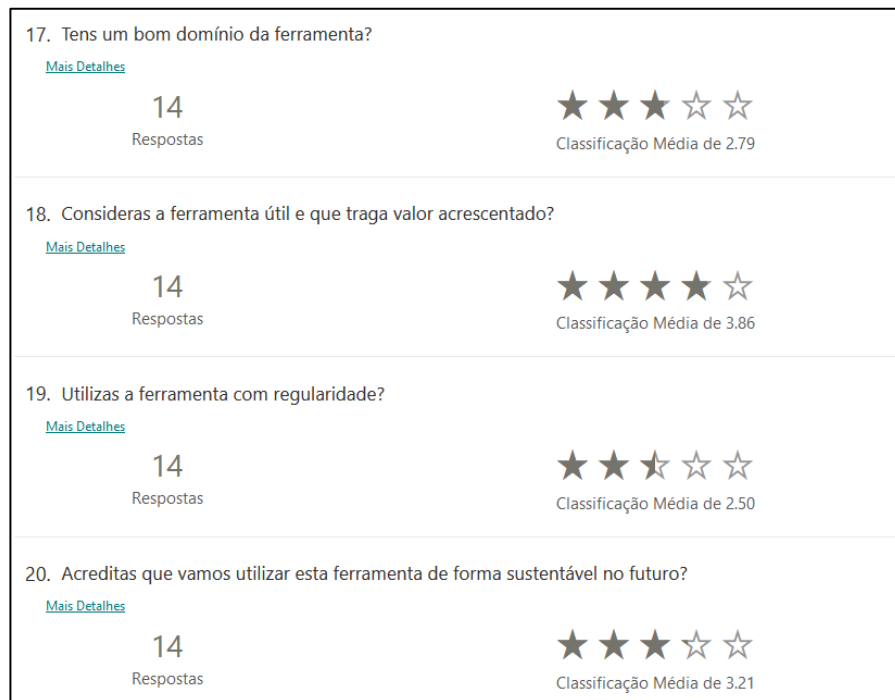 17. Tens um bom domínio da ferramenta?
Mais Detalhes
14
Respostas
Classificação Média de 2.79
18. Consideras a ferramenta útil e que traga valor acrescentado?
Mais Detalhes
14
Respostas
Classificação Média de 3.86
19. Utilizas a ferramenta com regularidade?
Mais Detalhes
14
Respostas
Classificação Média de 2.50
20. Acreditas que vamos utilizar esta ferramenta de forma sustentável no futuro?
Mais Detalhes
14
Respostas
Classificação Média de 3.21